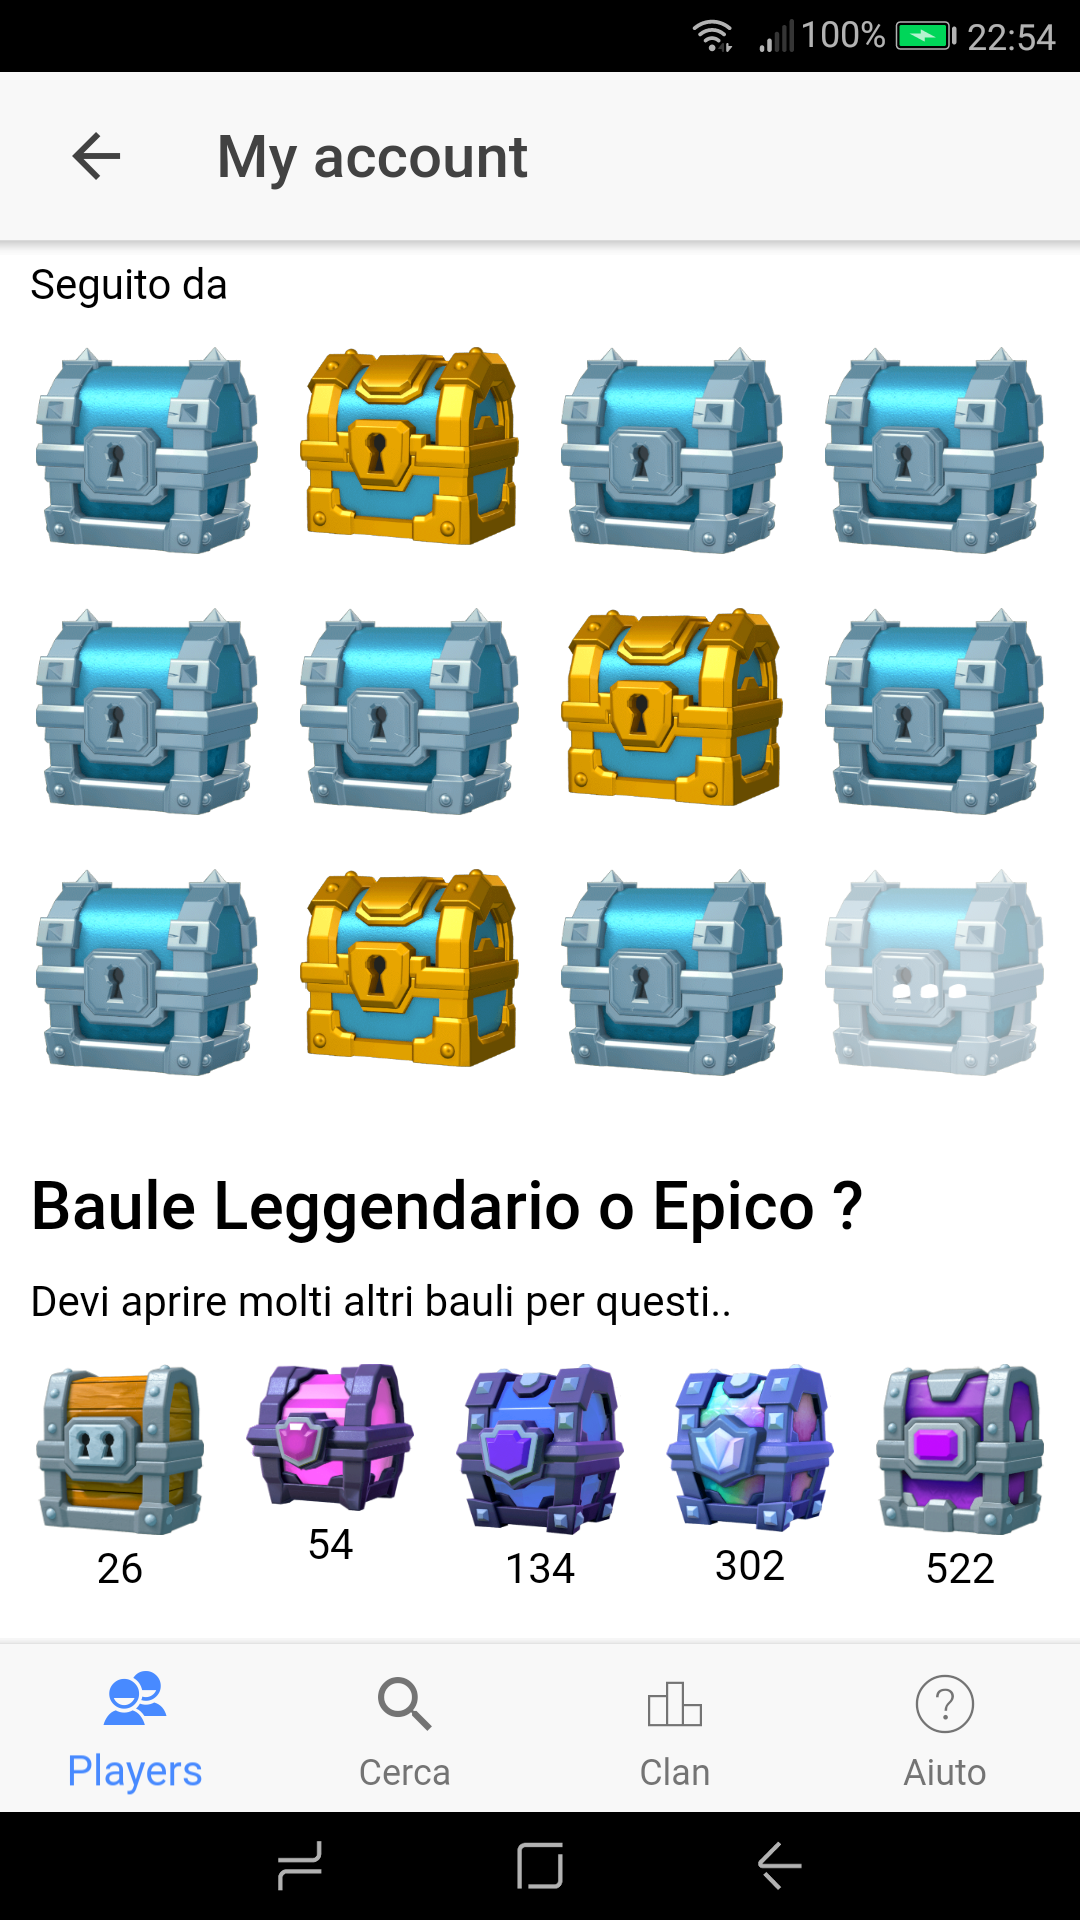 100% 22:54
My account
Seguito da
Baule Leggendario o Epico ?
Devi aprire molti altri bauli per questi..
26 54 134 302 522
Players Cerca Clan Aiuto